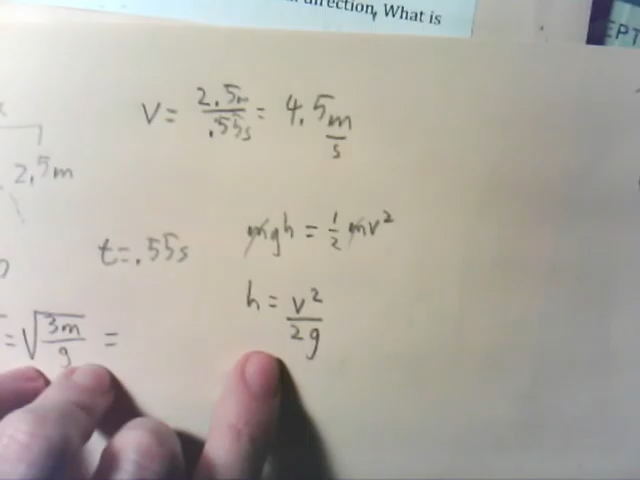 direction, What is
EPT
V = 2.5m / .55s = 4.5 m/s
2.5m
t = .55s
mgh = 1/2 mv²
h = v² / 2g
= √(3m / g) =